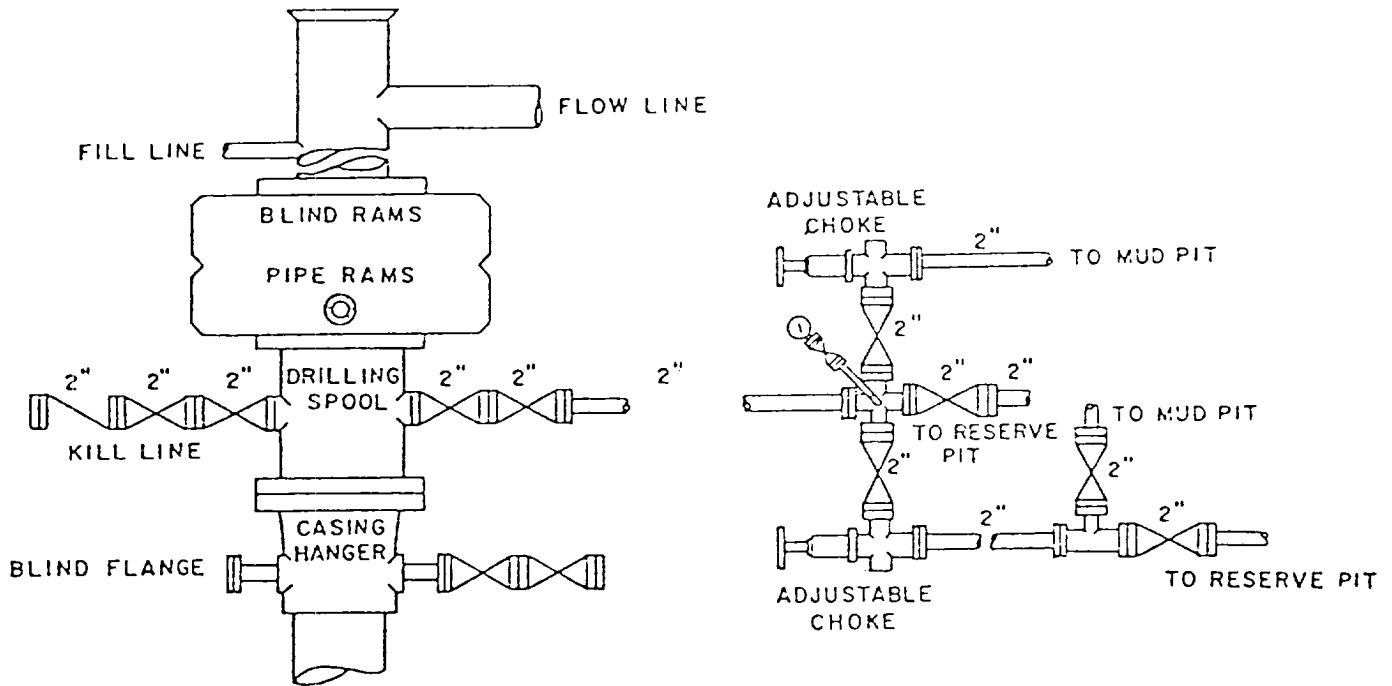 FLOW LINE
FILL LINE
BLIND RAMS
PIPE RAMS
2" 2" 2"
DRILLING
SPOOL
2" 2" 2"
KILL LINE
CASING
HANGER
BLIND FLANGE
ADJUSTABLE
CHOKE
2"
TO MUD PIT
2"
2" 2"
TO RESERVE
PIT
TO MUD PIT
2"
2"
2"
2"
TO RESERVE PIT
ADJUSTABLE
CHOKE